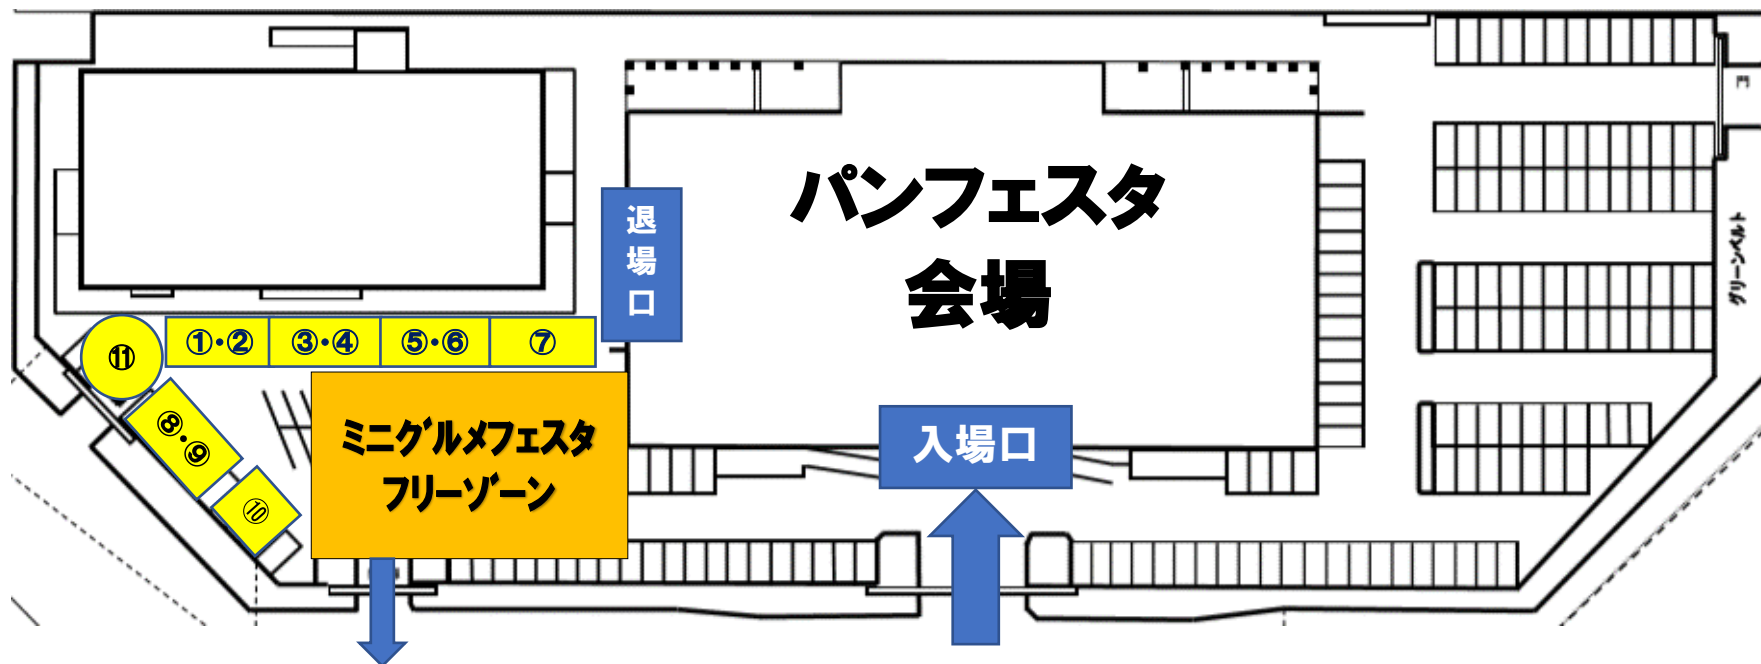 パンフェスタ
会場
退場口
①・②
③・④
⑤・⑥
⑦
⑪
⑧・⑨
⑩
ミニグルメフェスタ
フリーゾーン
入場口
グリーンベルト